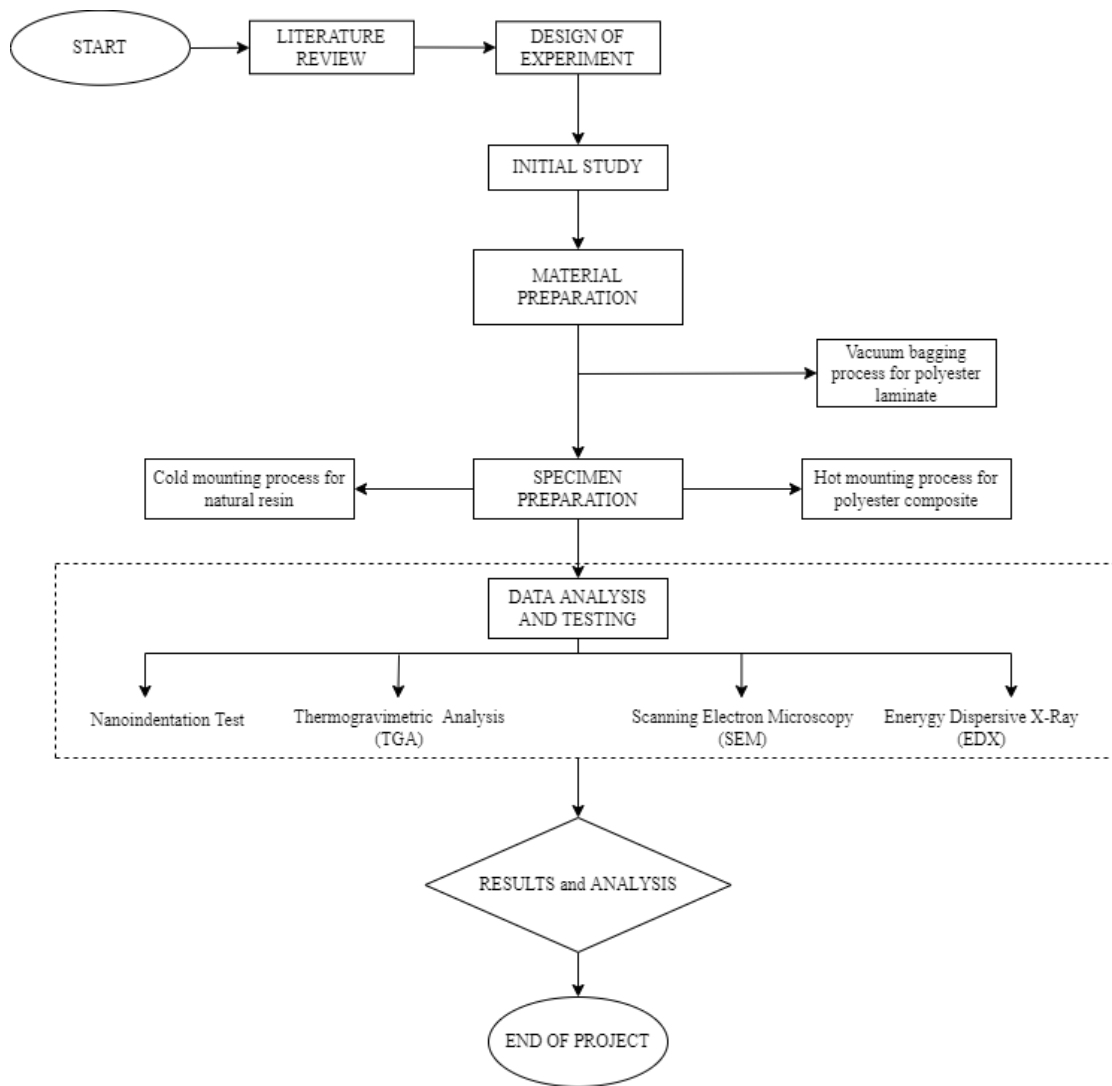 START
LITERATURE
REVIEW
DESIGN OF
EXPERIMENT
INITIAL STUDY
MATERIAL
PREPARATION
Vacuum bagging
process for polyester
laminate
Cold mounting process for
natural resin
SPECIMEN
PREPARATION
Hot mounting process for
polyester composite
DATA ANALYSIS
AND TESTING
Nanoindentation Test
Thermogravimetric Analysis
(TGA)
Scanning Electron Microscopy
(SEM)
Enerygy Dispersive X-Ray
(EDX)
RESULTS and ANALYSIS
END OF PROJECT